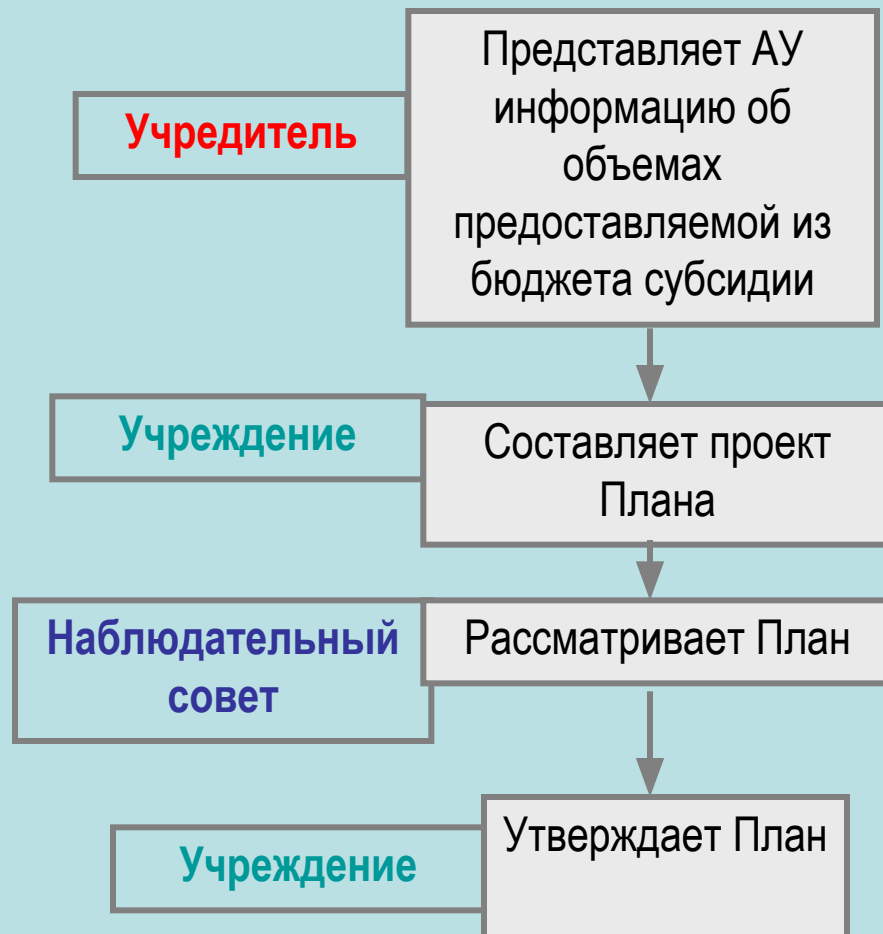 Учредитель
Представляет АУ
информацию об
объемах
предоставляемой из
бюджета субсидии
Учреждение
Составляет проект
Плана
Наблюдательный
совет
Рассматривает План
Учреждение
Утверждает План